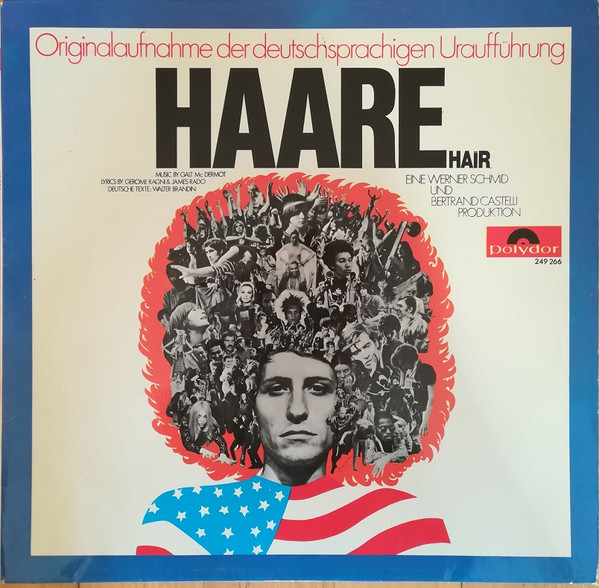 Originalaufnahme der deutschsprachigen Uraufführung
HAARE
HAIR
MUSIC BY GALT Mc DERMOT
LYRICS BY GEROME RAGNI & JAMES RADO
DEUTSCHE TEXTE: WALTER BRANDIN
EINE WERNER SCHMID
UND
BERTRAND CASTELLI
PRODUKTION
Polydor
249 266